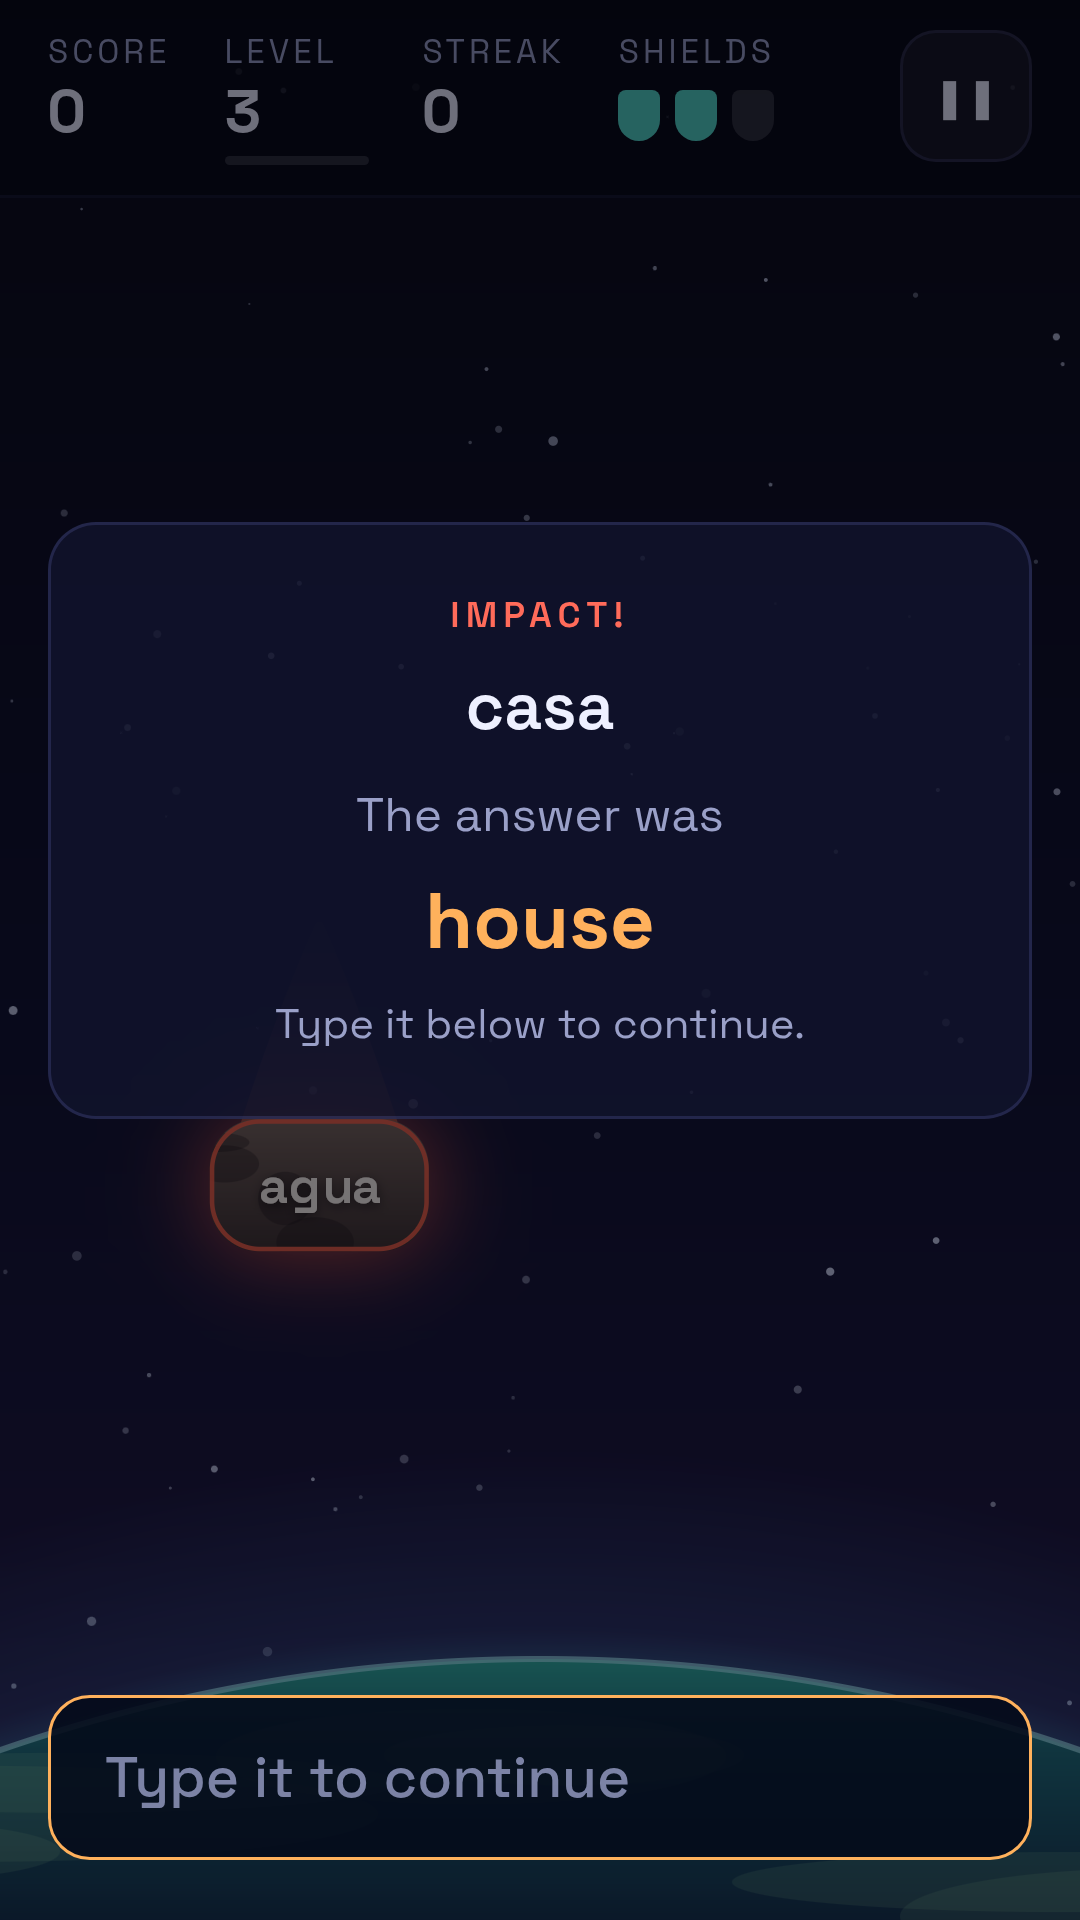 SCORE LEVEL STREAK SHIELDS
0 3 0
IMPACT!
casa
The answer was
house
Type it below to continue.
agua
Type it to continue